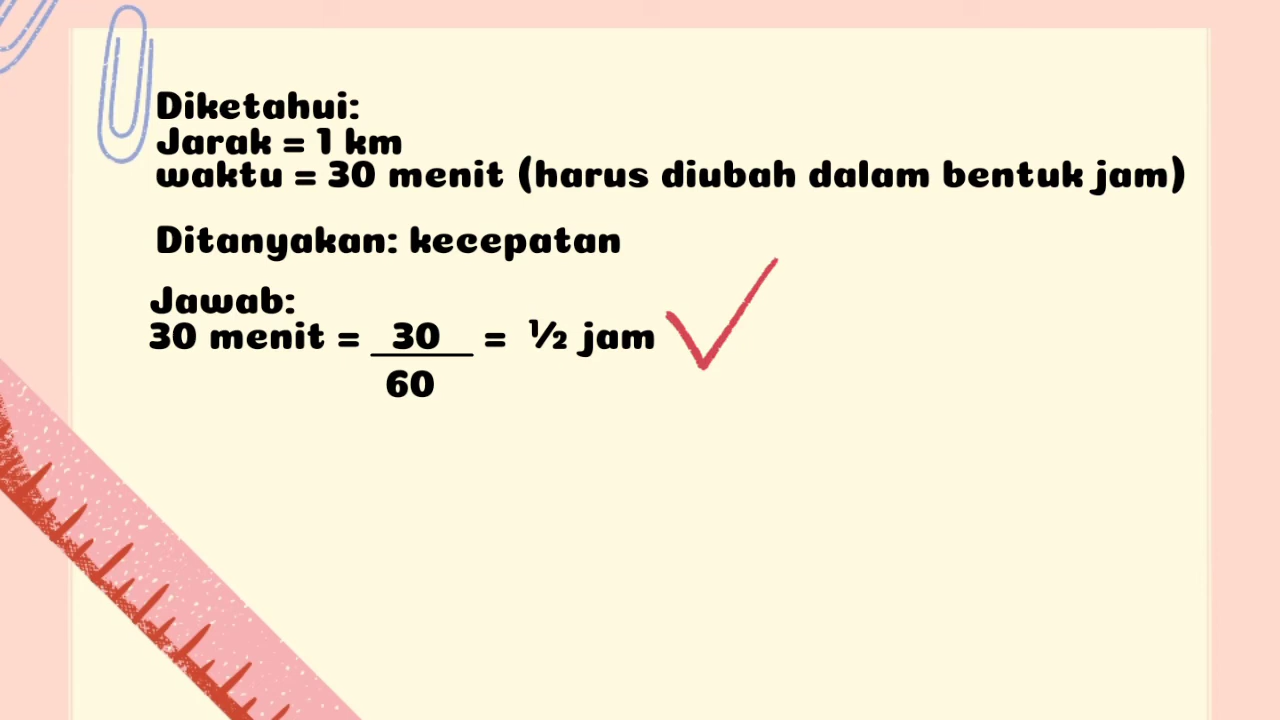 Diketahui:
Jarak = 1 km
waktu = 30 menit (harus diubah dalam bentuk jam)
Ditanyakan: kecepatan
Jawab:
30 menit = 30 = ½ jam
60